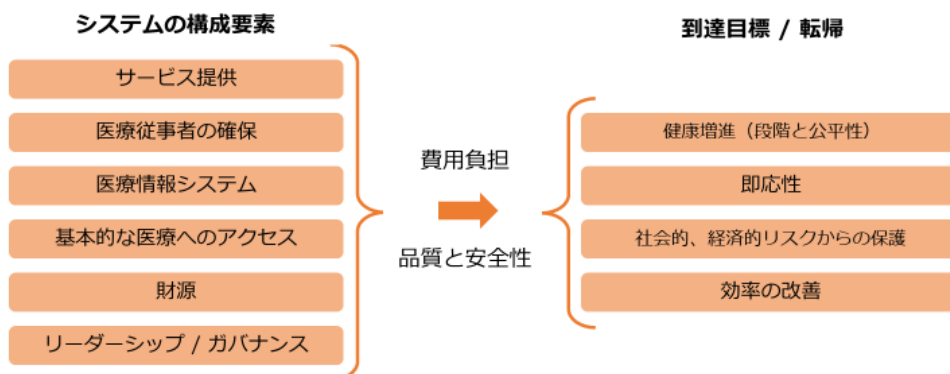 システムの構成要素
サービス提供
医療従事者の確保
医療情報システム
基本的な医療へのアクセス
財源
リーダーシップ / ガバナンス
費用負担
品質と安全性
到達目標 / 転帰
健康増進（段階と公平性）
即応性
社会的、経済的リスクからの保護
効率の改善